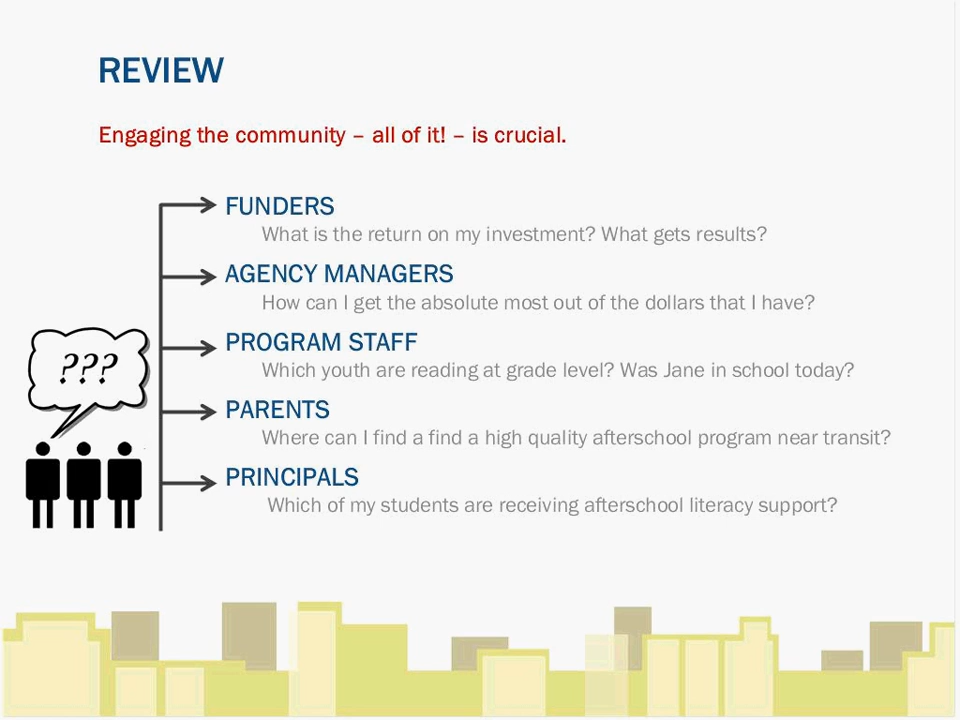 REVIEW
Engaging the community – all of it! – is crucial.
FUNDERS
What is the return on my investment? What gets results?
AGENCY MANAGERS
How can I get the absolute most out of the dollars that I have?
PROGRAM STAFF
Which youth are reading at grade level? Was Jane in school today?
???
PARENTS
Where can I find a find a high quality afterschool program near transit?
PRINCIPALS
Which of my students are receiving afterschool literacy support?